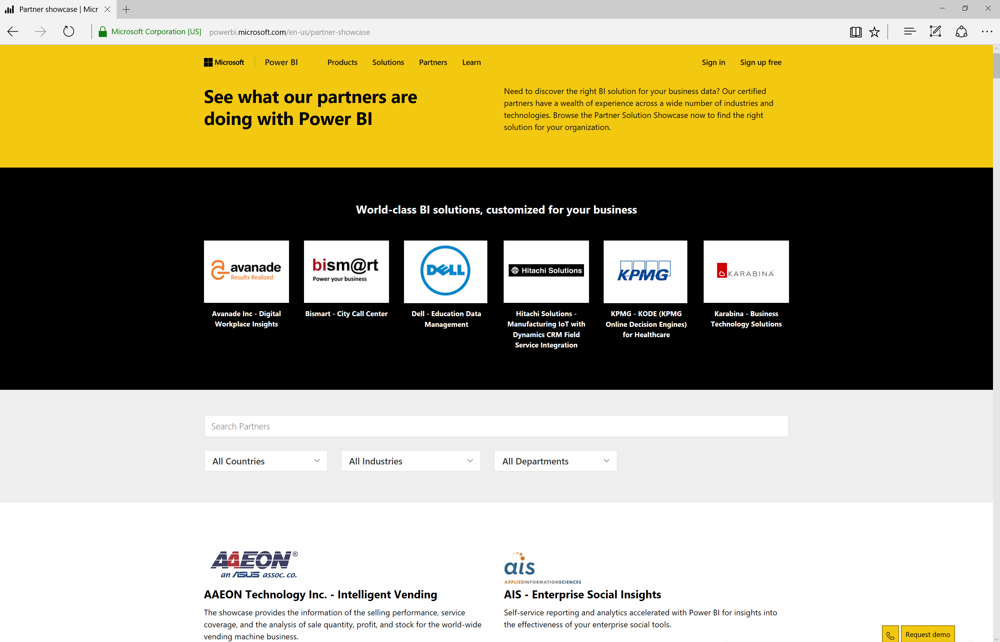 Partner showcase | Micr
Microsoft Corporation [US]
powerbi.microsoft.com/en-us/partner-showcase
Microsoft
Power BI
Products
Solutions
Partners
Learn
Sign in
Sign up free
See what our partners are
doing with Power BI
Need to discover the right BI solution for your business data? Our certified
partners have a wealth of experience across a wide number of industries and
technologies. Browse the Partner Solution Showcase now to find the right
solution for your organization.
World-class BI solutions, customized for your business
avanade
Results Realized
Avanade Inc - Digital
Workplace Insights
bism@rt
Power your business
Bismart - City Call Center
DELL
Dell - Education Data
Management
Hitachi Solutions
Hitachi Solutions -
Manufacturing IoT with
Dynamics CRM Field
Service Integration
KPMG
KPMG - KODE (KPMG
Online Decision Engines)
for Healthcare
KARABINA
Karabina - Business
Technology Solutions
Search Partners
All Countries
All Industries
All Departments
AAEON®
an ASUS assoc. co.
AAEON Technology Inc. - Intelligent Vending
The showcase provides the information of the selling performance, service
coverage, and the analysis of sale quantity, profit, and stock for the world-wide
vending machine business.
ais
APPLIEDINFORMATIONSCIENCES
AIS - Enterprise Social Insights
Self-service reporting and analytics accelerated with Power BI for insights into
the effectiveness of your enterprise social tools.
Request demo